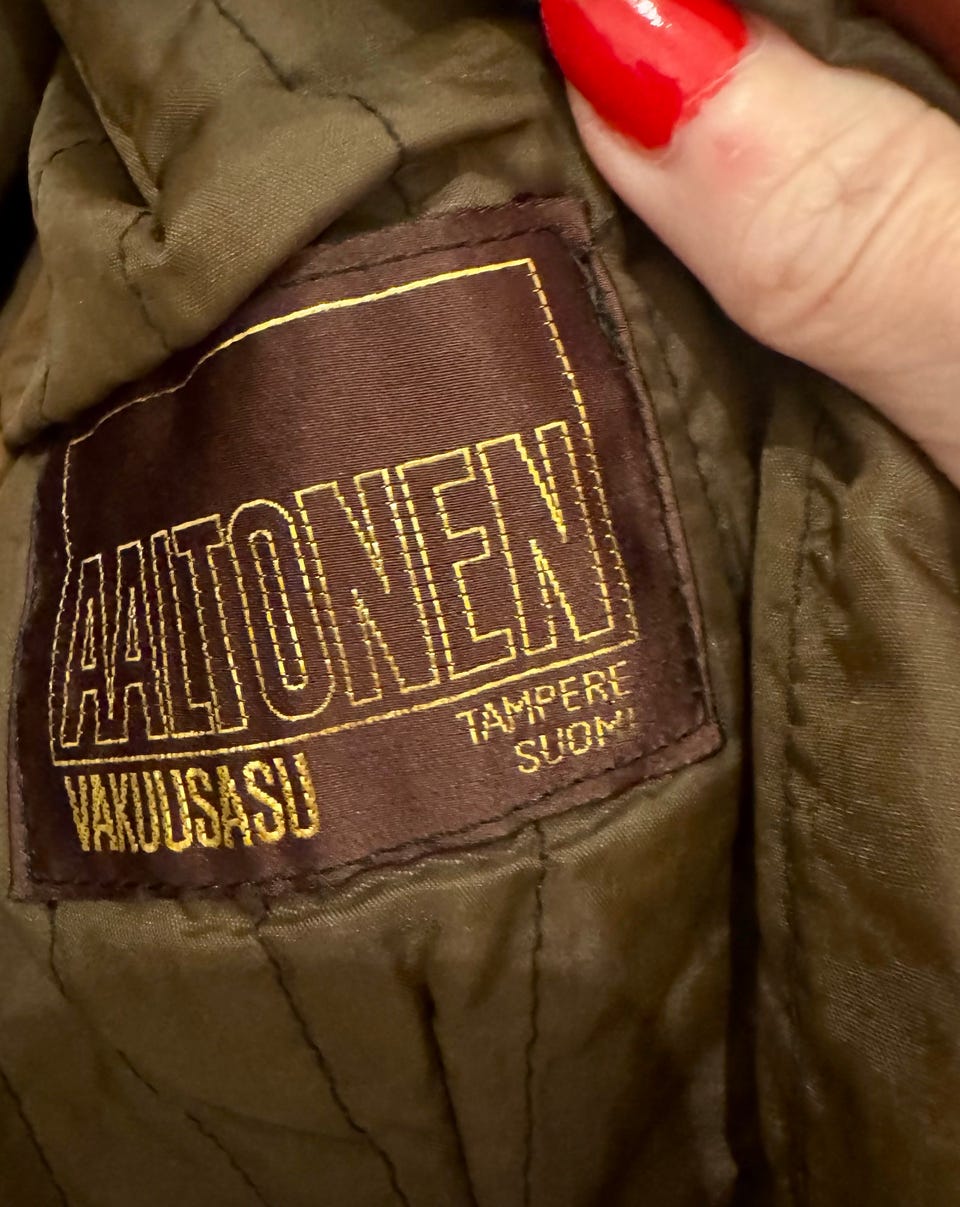 AALTONEN
VAKUUSASU
TAMPERE
SUOMI